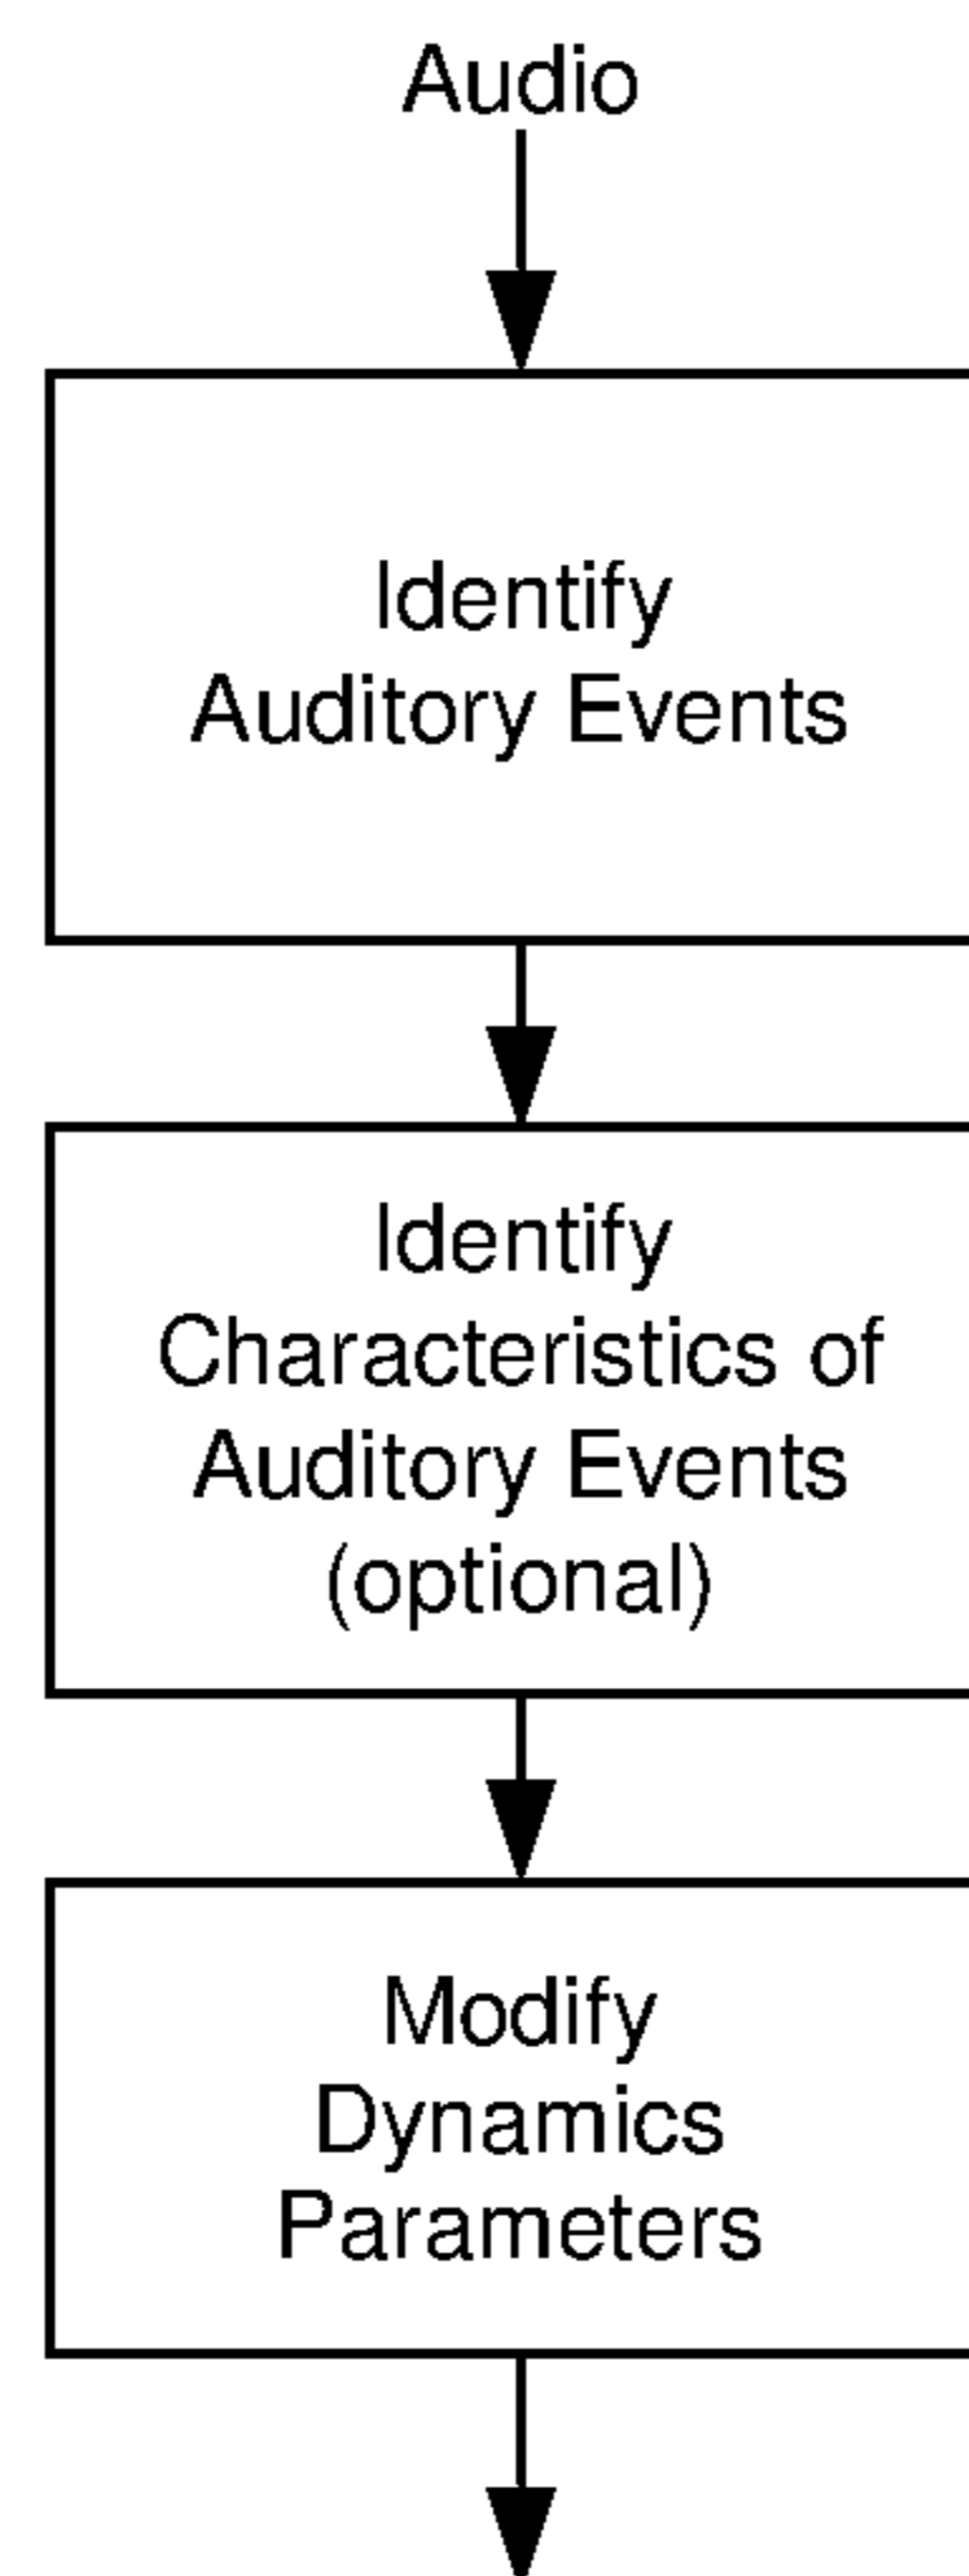 Audio
Identify
Auditory Events
Identify
Characteristics of
Auditory Events
(optional)
Modify
Dynamics
Parameters